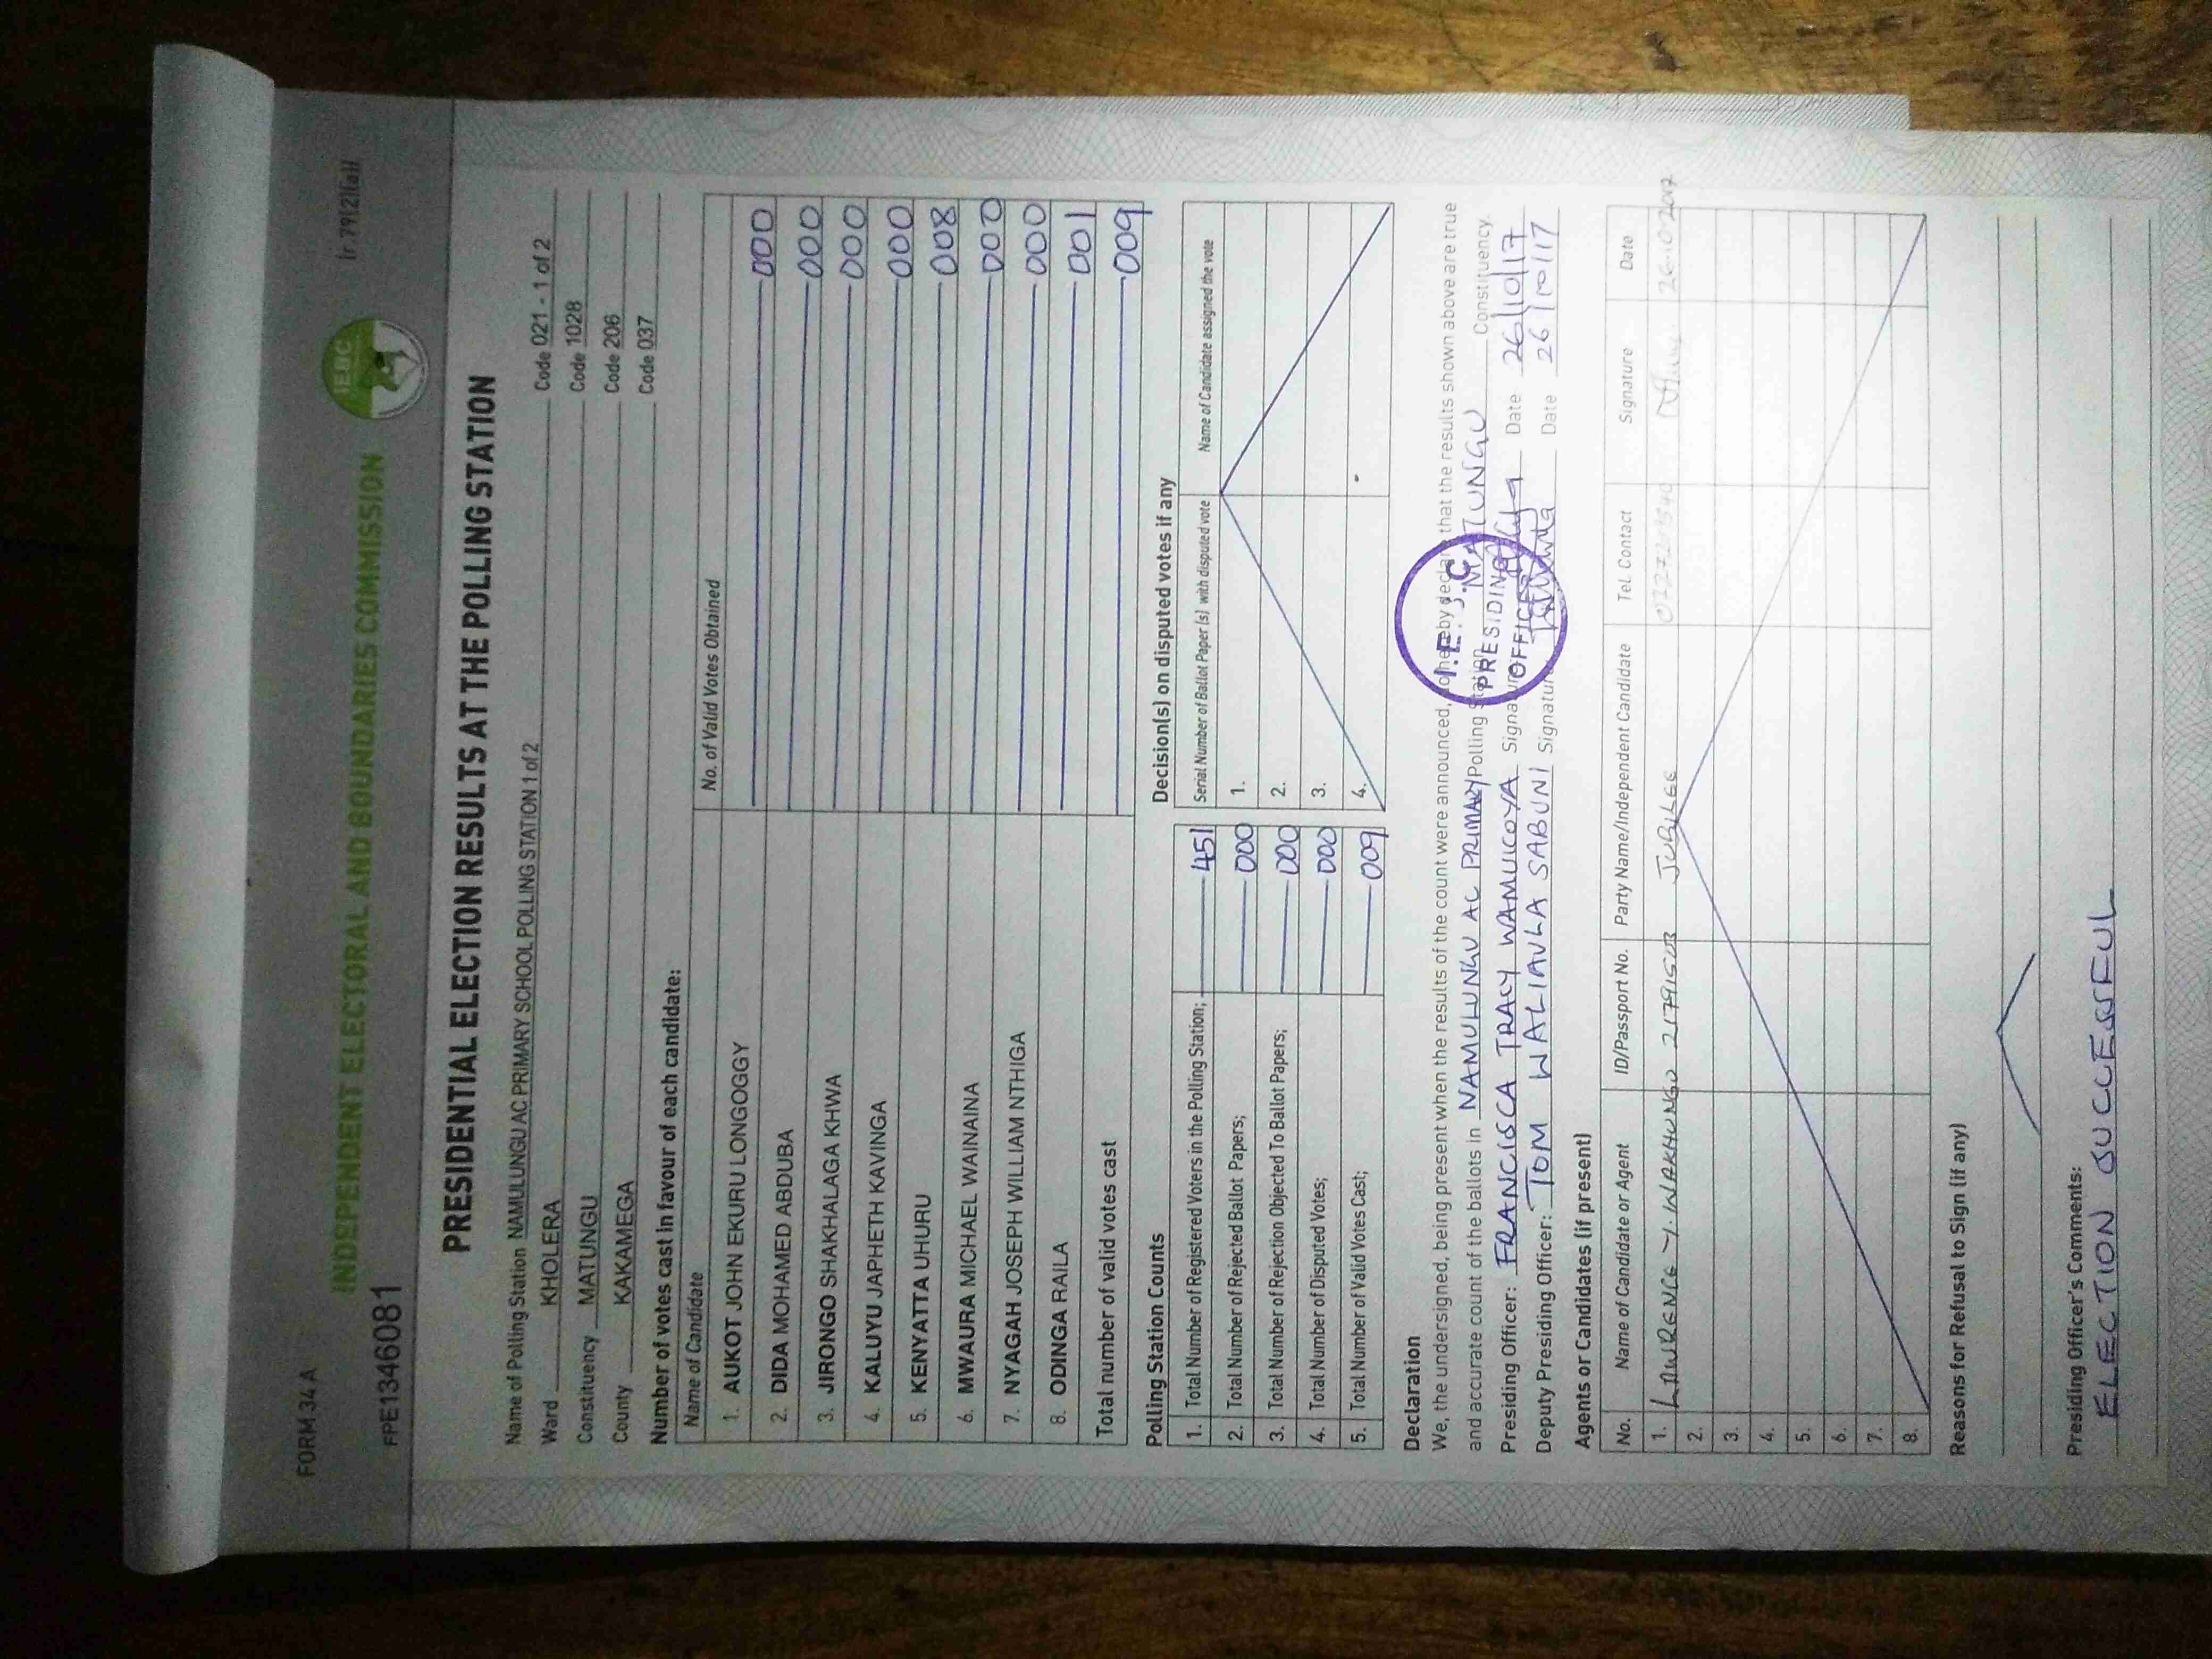 FORM 34 A
INDEPENDENT ELECTORAL AND BOUNDARIES COMMISSION
IEBC
(r 79(2)(a))
FPE1346081
PRESIDENTIAL ELECTION RESULTS AT THE POLLING STATION
Name of Polling Station NAMULUNGU AC PRIMARY SCHOOL POLLING STATION 1 of 2 Code 021 - 1 of 2
Ward KHOLERA Code 1028
Constituency MATUNGU Code 206
County KAKAMEGA Code 037
Number of votes cast in favour of each candidate:
Name of Candidate No. of Valid Votes Obtained
1. AUKOT JOHN EKURU LONGOGGY 000
2. DIDA MOHAMED ABDUBA 000
3. JIRONGO SHAKHALAGA KHWA 000
4. KALUYU JAPHETH KAVINGA 000
5. KENYATTA UHURU 008
6. MWAURA MICHAEL WAINAINA 000
7. NYAGAH JOSEPH WILLIAM NTHIGA 000
8. ODINGA RAILA 001
Total number of valid votes cast 009
Polling Station Counts
1. Total Number of Registered Voters in the Polling Station; 451
2. Total Number of Rejected Ballot Papers; 000
3. Total Number of Rejection Objected To Ballot Papers; 000
4. Total Number of Disputed Votes; 000
5. Total Number of Valid Votes Cast; 009
Decision(s) on disputed votes if any
Serial Number of Ballot Paper (s) with disputed vote Name of Candidate assigned the vote
1.
2.
3.
4.
Declaration
We, the undersigned, being present when the results of the count were announced, do hereby declare that the results shown above are true
and accurate count of the ballots in NAMULUNGU AC PRIMARY Polling Station MATUNGU Constituency.
Presiding Officer: FRANCISCA TRACY WAMUCOYA Signature Date 26/10/17
Deputy Presiding Officer: TOM WALIAULA SABUNI Signature Date 26/10/17
I.E.B.C
PRESIDING
OFFICER
Agents or Candidates (if present)
No. Name of Candidate or Agent ID/Passport No. Party Name/Independent Candidate Tel. Contact Signature Date
1. LAWRENCE Y. WAKHUNGU JUBILEE
2.
3.
4.
5.
6.
7.
8.
Reasons for Refusal to Sign (if any)
Presiding Officer's Comments:
ELECTION SUCCESSFUL